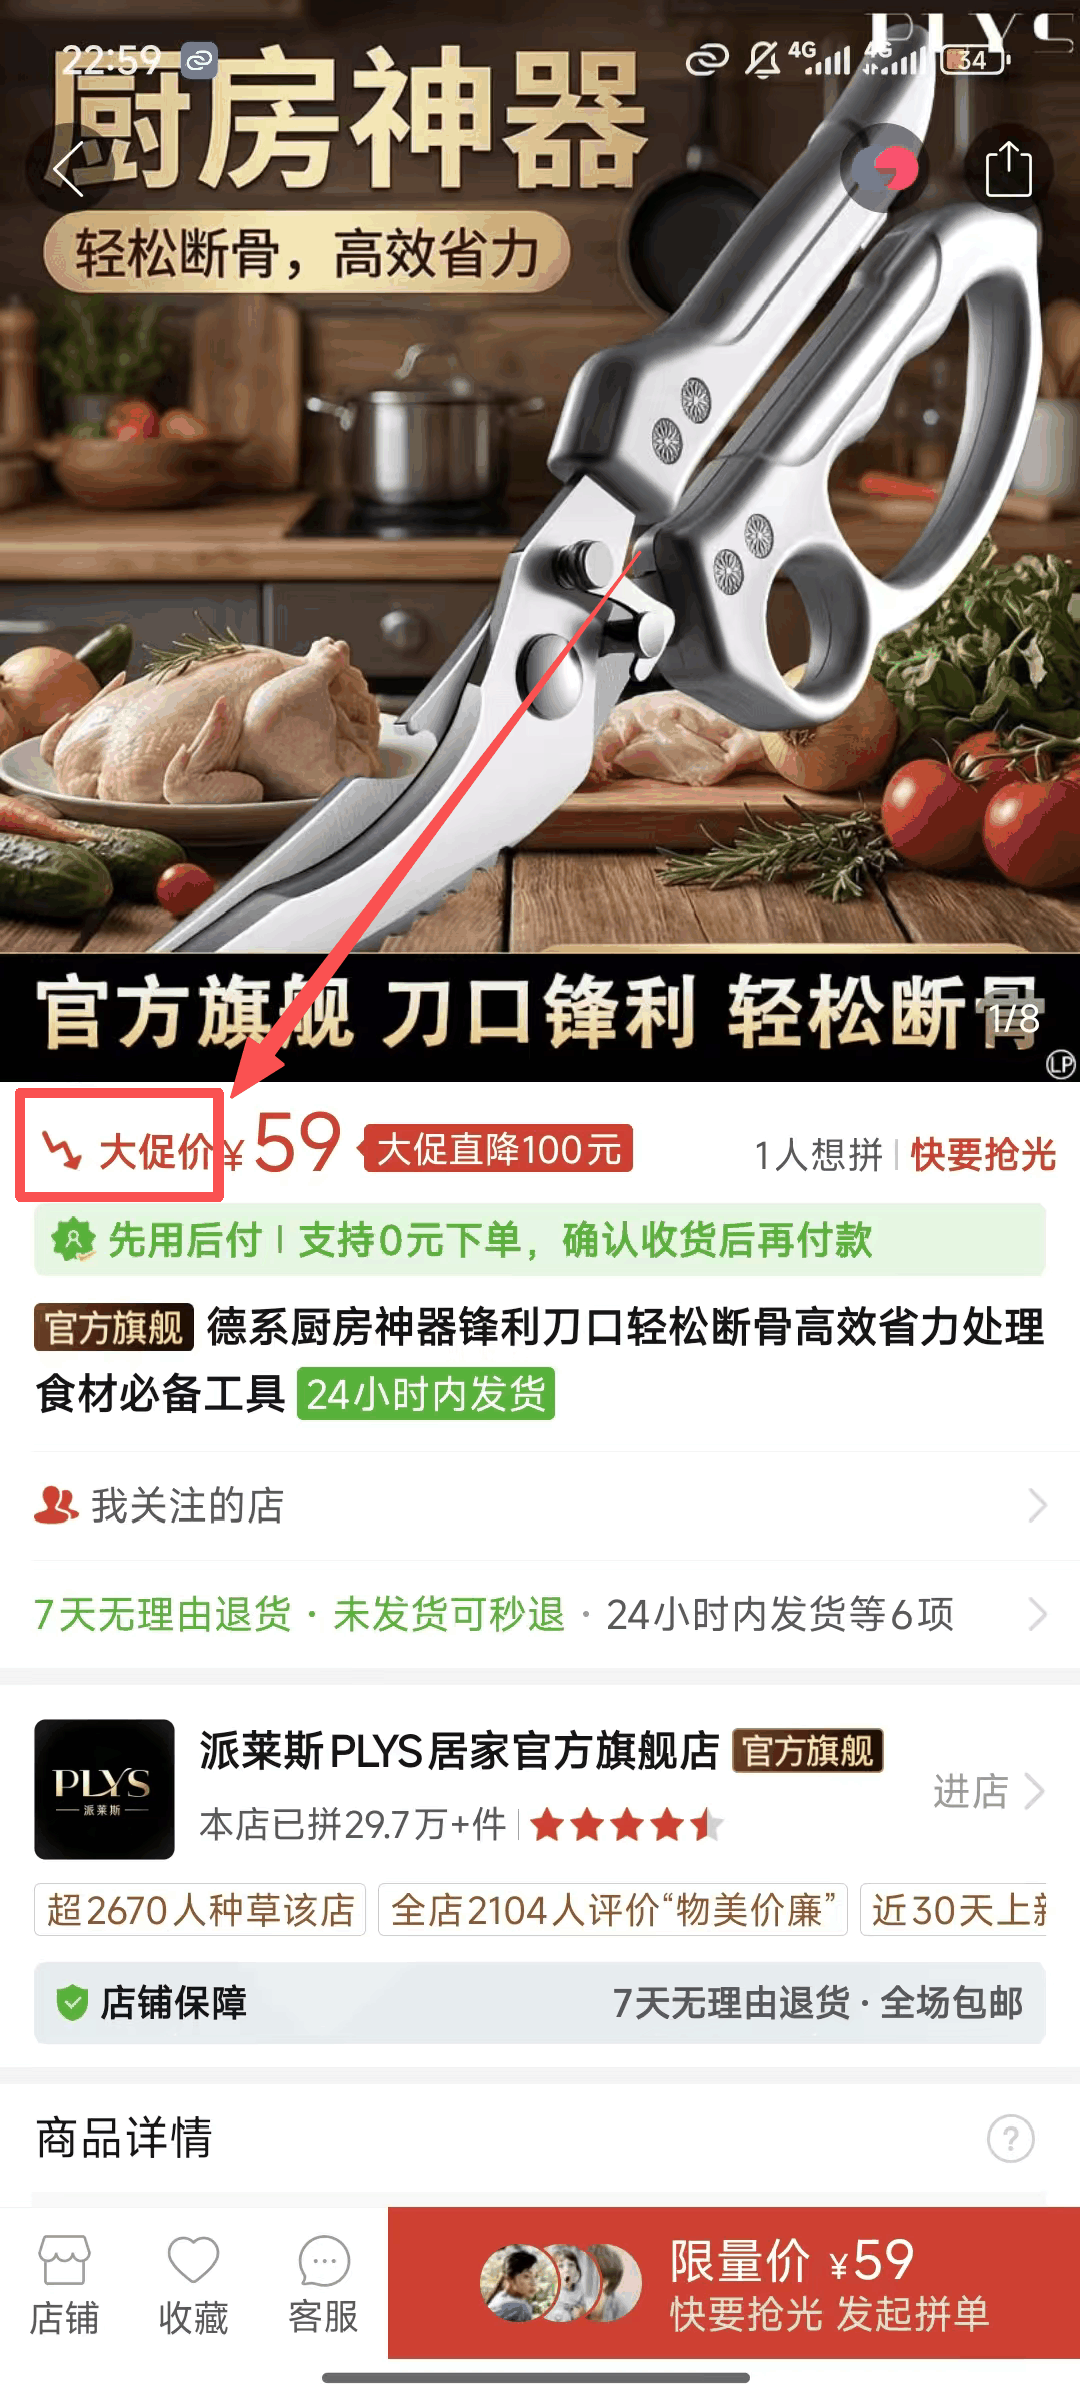 PLYS
22:59
4G
4G
34
厨房神器
轻松断骨，高效省力
官方旗舰 刀口锋利 轻松断骨
1/8
LP
大促价 ¥59 大促直降100元
1人想拼 | 快要抢光
先用后付 | 支持0元下单，确认收货后再付款
官方旗舰 德系厨房神器锋利刀口轻松断骨高效省力处理
食材必备工具 24小时内发货
我关注的店
7天无理由退货 · 未发货可秒退 · 24小时内发货等6项
PLYS
派莱斯
派莱斯PLYS居家官方旗舰店 官方旗舰
本店已拼29.7万+件
进店
超2670人种草该店
全店2104人评价“物美价廉”
近30天上新
店铺保障
7天无理由退货 · 全场包邮
商品详情
?
店铺
收藏
客服
限量价 ¥59
快要抢光 发起拼单